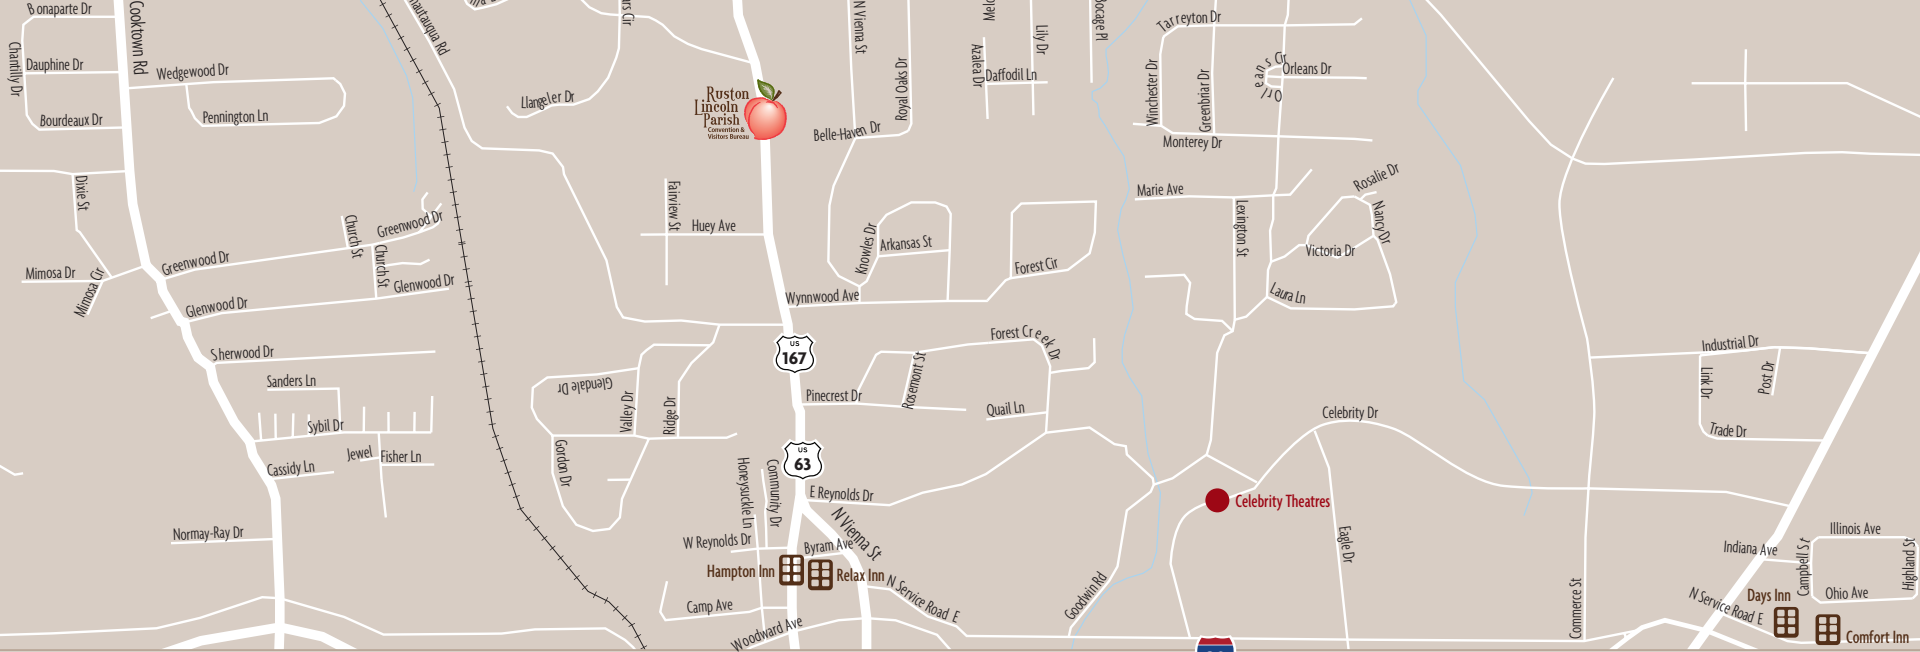 Bonaparte Dr
Cooktown Rd
Chautauqua Rd
N Vienna St
Lily Dr
Tarreyton Dr
Chantilly Dr
Dauphine Dr
Wedgewood Dr
Azalea Dr
Daffodil Ln
Royal Oaks Dr
Winchester Dr
Greenbriar Dr
Orleans Cir
Orleans Dr
Orl
Pennington Ln
Llangeler Dr
Bourdeaux Dr
Ruston
Lincoln
Parish
Convention &
Visitors Bureau
Belle-Haven Dr
Monterey Dr
Dixie St
Fairview St
Marie Ave
Rosalie Dr
Lexington St
Nancy Dr
Church St
Greenwood Dr
Huey Ave
Knowles Dr
Arkansas St
Victoria Dr
Greenwood Dr
Church St
Mimosa Dr
Mimosa Cir
Glenwood Dr
Glenwood Dr
Forest Cir
Wynnwood Ave
Laura Ln
Sherwood Dr
US
167
Forest Creek Dr
Industrial Dr
Sanders Ln
Glendale Dr
Valley Dr
Ridge Dr
Pinecrest Dr
Rosemont St
Quail Ln
Link Dr
Post Dr
Celebrity Dr
Trade Dr
Sybil Dr
Jewel
Fisher Ln
Cassidy Ln
Gordon Dr
US
63
Honeysuckle Ln
Community Dr
E Reynolds Dr
Celebrity Theatres
N Vienna St
Normay-Ray Dr
W Reynolds Dr
Byram Ave
Eagle Dr
Illinois Ave
Indiana Ave
Campbell St
Highland St
Hampton Inn
Relax Inn
N Service Road E
Goodwin Rd
Commerce St
N Service Road E
Days Inn
Ohio Ave
Camp Ave
Woodward Ave
Comfort Inn